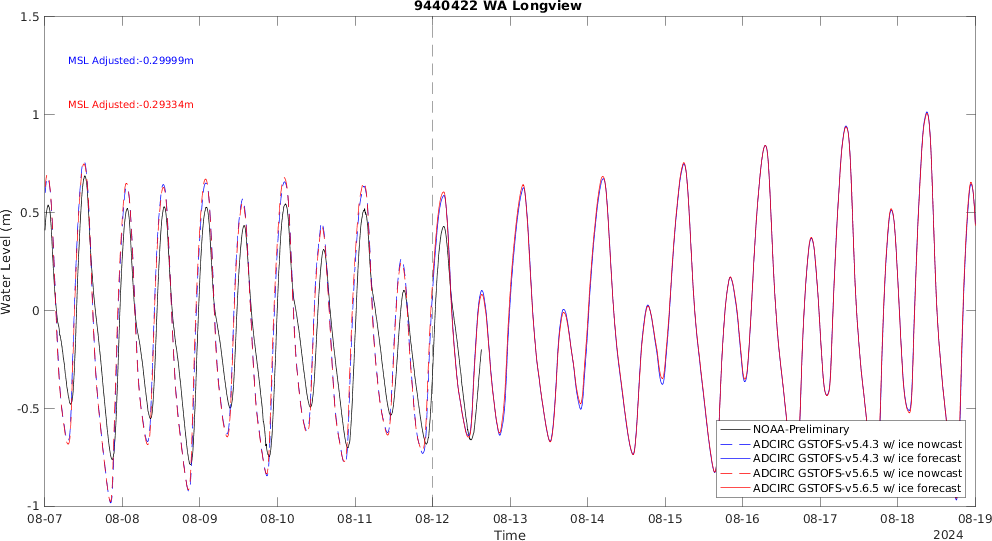 9440422 WA Longview
1.5
1
0.5
0
-0.5
-1
Water Level (m)
MSL Adjusted:-0.29999m
MSL Adjusted:-0.29334m
NOAA-Preliminary
ADCIRC GSTOFS-v5.4.3 w/ ice nowcast
ADCIRC GSTOFS-v5.4.3 w/ ice forecast
ADCIRC GSTOFS-v5.6.5 w/ ice nowcast
ADCIRC GSTOFS-v5.6.5 w/ ice forecast
08-07 08-08 08-09 08-10 08-11 08-12 08-13 08-14 08-15 08-16 08-17 08-18 08-19
Time
2024